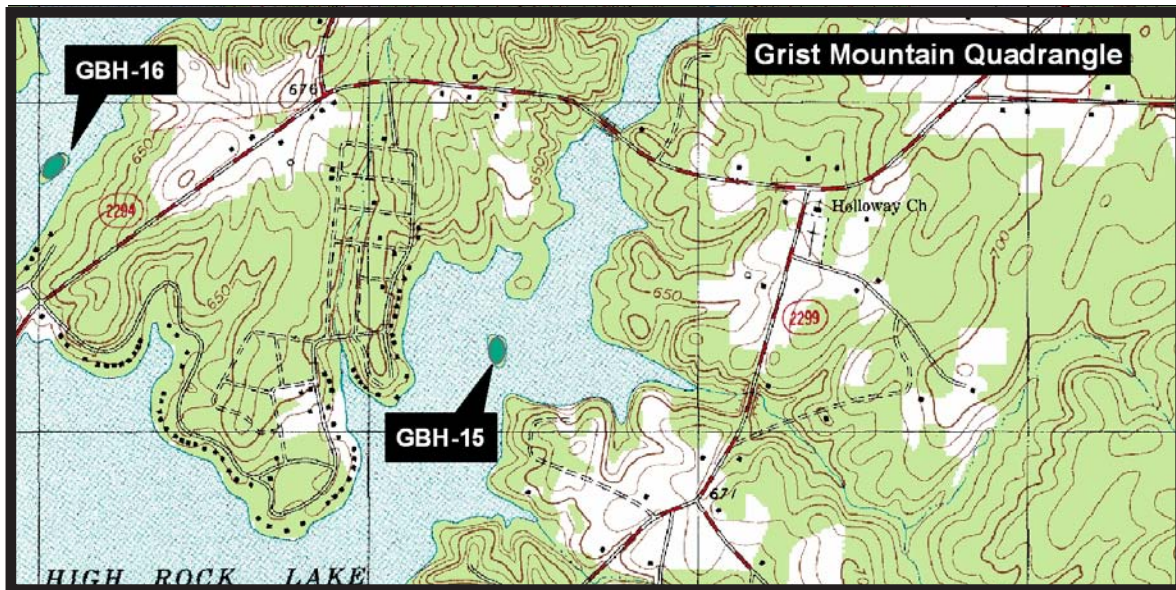 Grist Mountain Quadrangle
GBH-16
676
650
650
2294
Holloway Ch
700
650
650
2299
GBH-15
671
HIGH ROCK LAKE